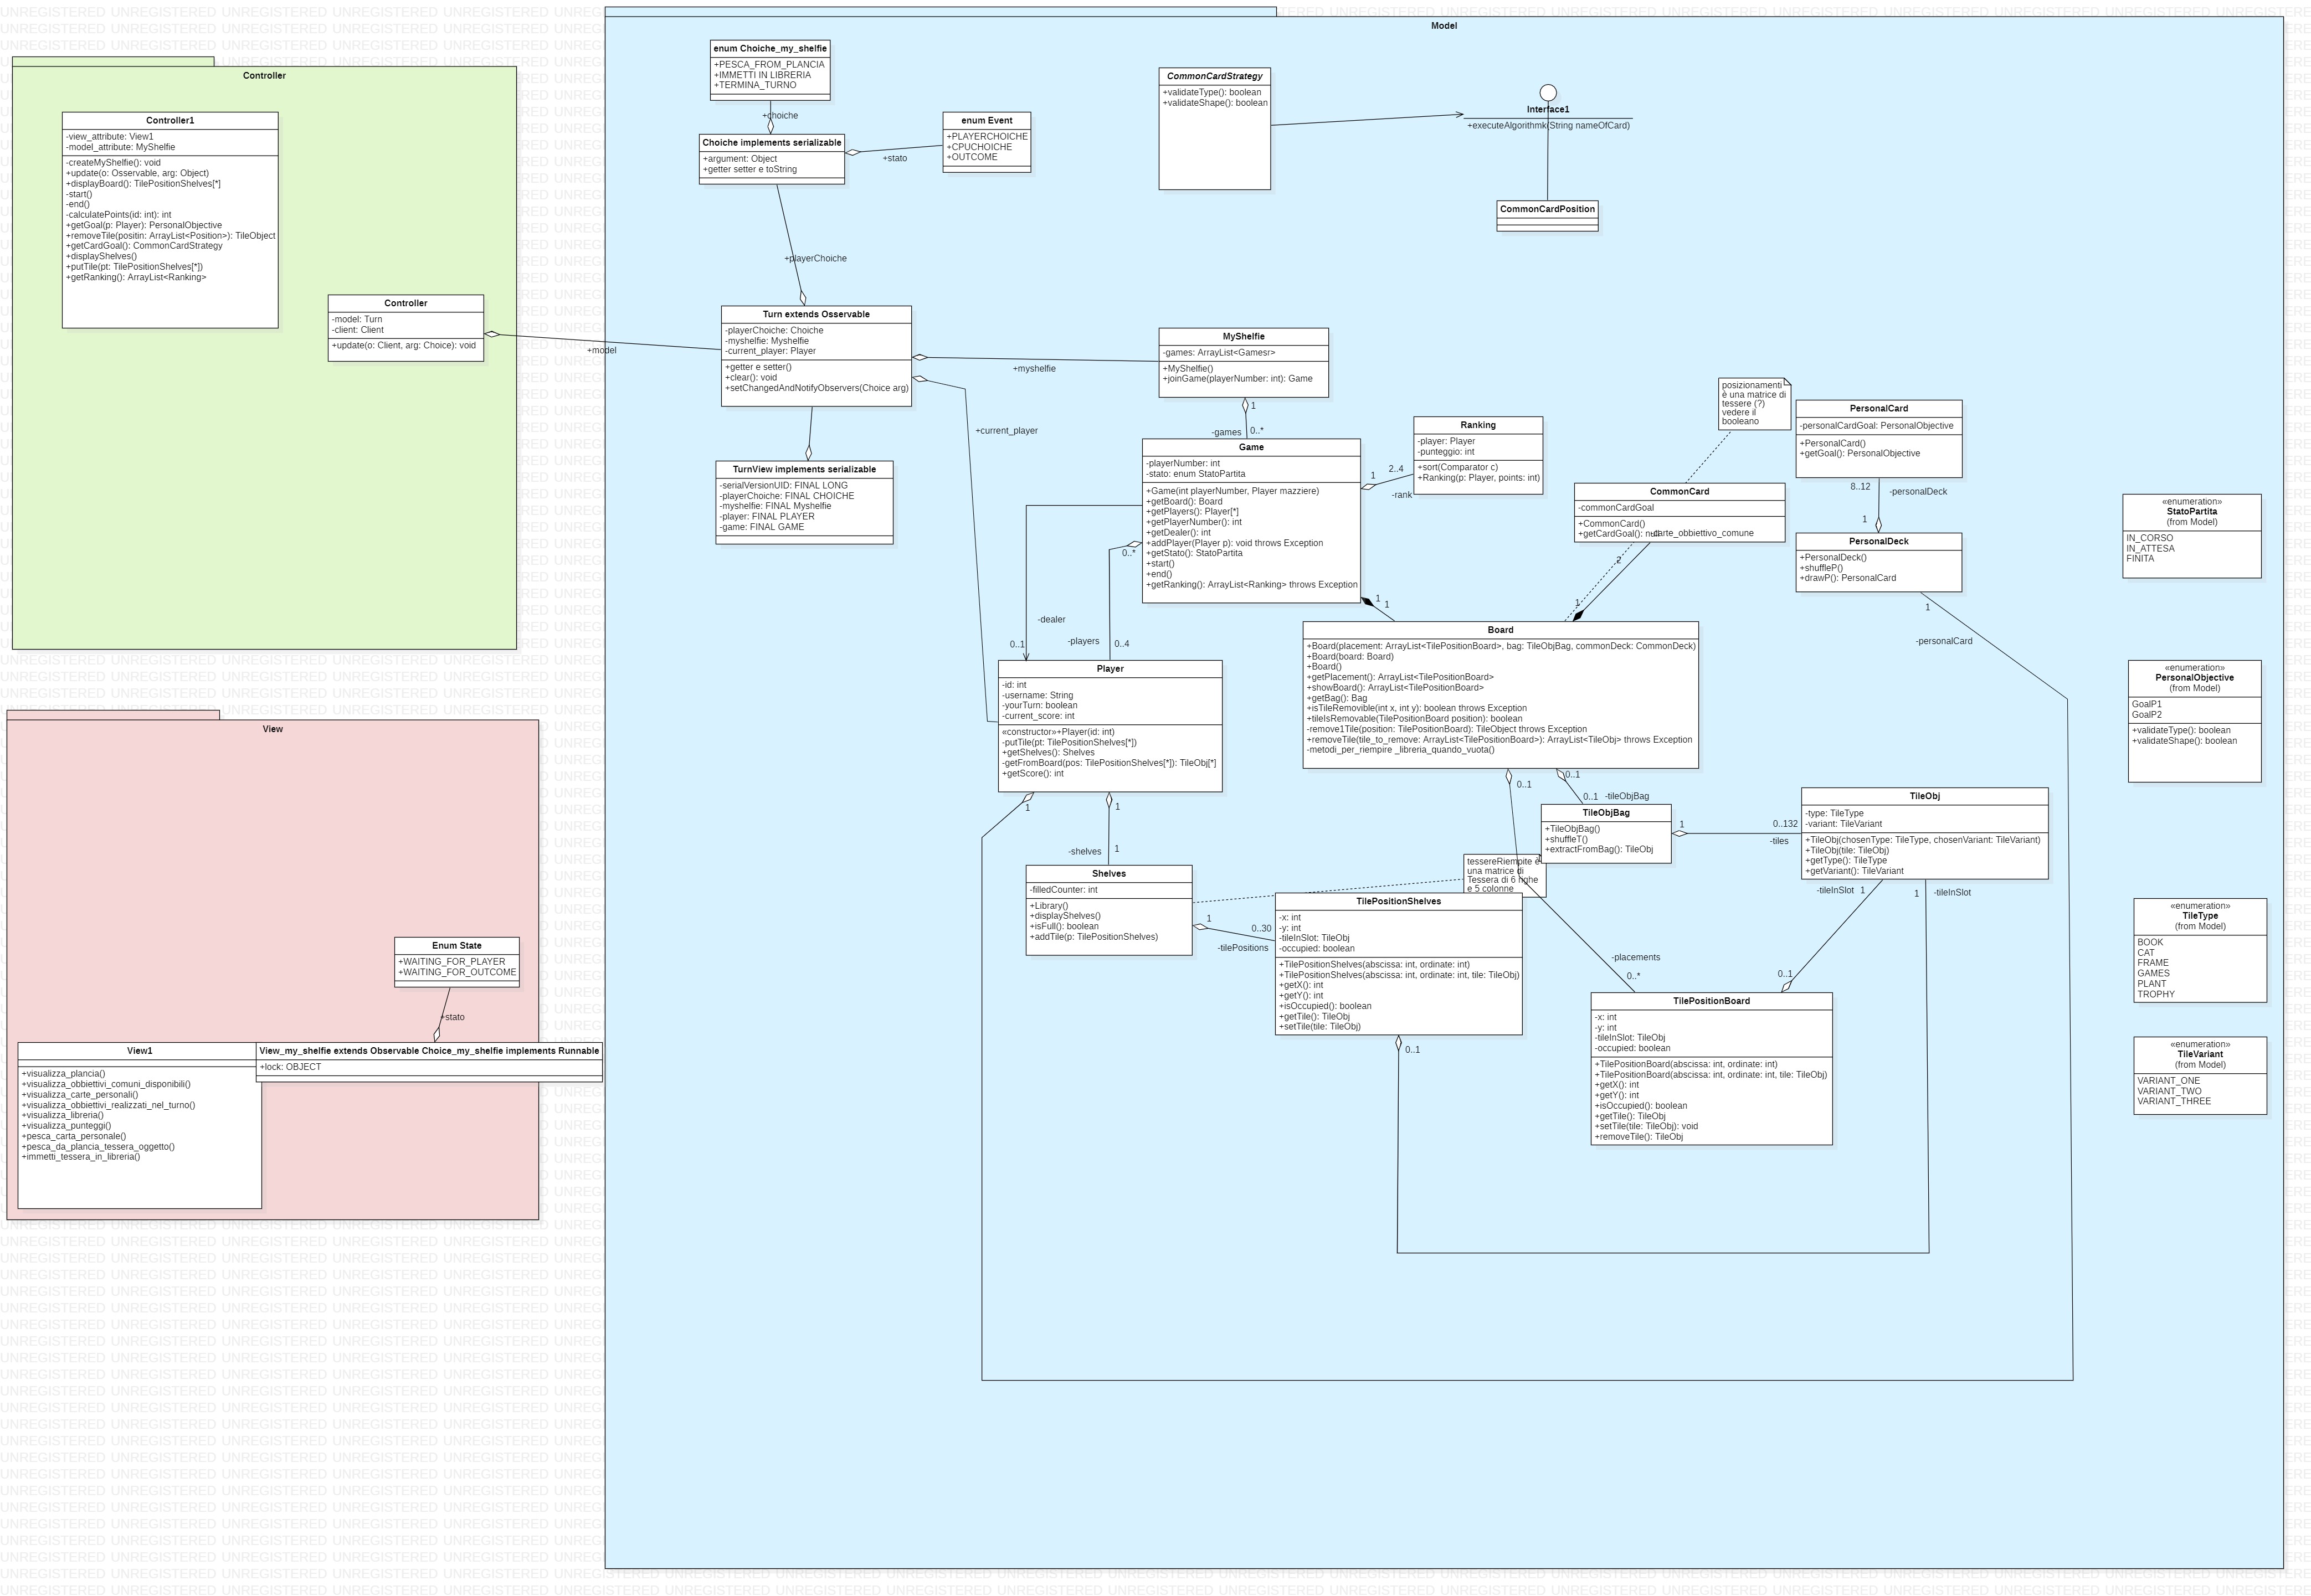 Controller
Controller1
-view_attribute: View1
-model_attribute: MyShelfie
-createMyShelfie(): void
+update(o: Osservable, arg: Object)
+displayBoard(): TilePositionShelves[*]
-start()
-end()
-calculatePoints(id: int): int
+getGoal(p: Player): PersonalObjective
+removeTile(positin: ArrayList<Position>): TileObject
+getCardGoal(): CommonCardStrategy
+displayShelves()
+putTile(pt: TilePositionShelves[*])
+getRanking(): ArrayList<Ranking>
Controller
-model: Turn
-client: Client
+update(o: Client, arg: Choice): void
+model
View
Enum State
+WAITING_FOR_PLAYER
+WAITING_FOR_OUTCOME
+stato
View1
+visualizza_plancia()
+visualizza_obbiettivi_comuni_disponibili()
+visualizza_carte_personali()
+visualizza_obbiettivi_realizzati_nel_turno()
+visualizza_libreria()
+visualizza_punteggi()
+pesca_carta_personale()
+pesca_da_plancia_tessera_oggetto()
+immetti_tessera_in_libreria()
View_my_shelfie extends Observable Choice_my_shelfie implements Runnable
+lock: OBJECT
Model
enum Choiche_my_shelfie
+PESCA_FROM_PLANCIA
+IMMETTI IN LIBRERIA
+TERMINA_TURNO
+choiche
Choiche implements serializable
+argument: Object
+getter setter e toString
+stato
enum Event
+PLAYERCHOICHE
+CPUCHOICHE
+OUTCOME
CommonCardStrategy
+validateType(): boolean
+validateShape(): boolean
Interface1
+executeAlgorithmk(String nameOfCard)
CommonCardPosition
+playerChoiche
Turn extends Osservable
-playerChoiche: Choiche
-myshelfie: Myshelfie
-current_player: Player
+getter e setter()
+clear(): void
+setChangedAndNotifyObservers(Choice arg)
+myshelfie
+current_player
TurnView implements serializable
-serialVersionUID: FINAL LONG
-playerChoiche: FINAL CHOICHE
-myshelfie: FINAL Myshelfie
-player: FINAL PLAYER
-game: FINAL GAME
MyShelfie
-games: ArrayList<Gamesr>
+MyShelfie()
+joinGame(playerNumber: int): Game
1
-games 0..*
Game
-playerNumber: int
-stato: enum StatoPartita
+Game(int playerNumber, Player mazziere)
+getBoard(): Board
+getPlayers(): Player[*]
+getPlayerNumber(): int
+getDealer(): int
+addPlayer(Player p): void throws Exception
+getStato(): StatoPartita
+start()
+end()
+getRanking(): ArrayList<Ranking> throws Exception
1
2..4
-rank
Ranking
-player: Player
-punteggio: int
+sort(Comparator c)
+Ranking(p: Player, points: int)
0..*
1
1
-dealer
0..1
-players
0..4
posizionamenti
è una matrice di
tessere (?)
vedere il
booleano
PersonalCard
-personalCardGoal: PersonalObjective
+PersonalCard()
+getGoal(): PersonalObjective
8..12
-personalDeck
1
PersonalDeck
+PersonalDeck()
+shuffleP()
+drawP(): PersonalCard
1
-personalCard
CommonCard
-commonCardGoal
+CommonCard()
+getCardGoal(): null
-carte_obbiettivo_comune
2
1
Board
+Board(placement: ArrayList<TilePositionBoard>, bag: TileObjBag, commonDeck: CommonDeck)
+Board(board: Board)
+Board()
+getPlacement(): ArrayList<TilePositionBoard>
+showBoard(): ArrayList<TilePositionBoard>
+getBag(): Bag
+isTileRemovible(int x, int y): boolean throws Exception
+tileIsRemovable(TilePositionBoard position): boolean
-remove1Tile(position: TilePositionBoard): TileObject throws Exception
+removeTile(tile_to_remove: ArrayList<TilePositionBoard>): ArrayList<TileObj> throws Exception
-metodi_per_riempire _libreria_quando_vuota()
0..1
0..1
0..1
-tileObjBag
Player
-id: int
-username: String
-yourTurn: boolean
-current_score: int
«constructor»+Player(id: int)
-putTile(pt: TilePositionShelves[*])
+getShelves(): Shelves
-getFromBoard(pos: TilePositionShelves[*]): TileObj[*]
+getScore(): int
1
1
-shelves
1
Shelves
-filledCounter: int
+Library()
+displayShelves()
+isFull(): boolean
+addTile(p: TilePositionShelves)
1
0..30
-tilePositions
tessereRiempite è
una matrice di
Tessera di 6 righe
e 5 colonne
TileObjBag
+TileObjBag()
+shuffleT()
+extractFromBag(): TileObj
1
0..132
-tiles
TileObj
-type: TileType
-variant: TileVariant
+TileObj(chosenType: TileType, chosenVariant: TileVariant)
+TileObj(tile: TileObj)
+getType(): TileType
+getVariant(): TileVariant
-tileInSlot 1
1
-tileInSlot
TilePositionShelves
-x: int
-y: int
-tileInSlot: TileObj
-occupied: boolean
+TilePositionShelves(abscissa: int, ordinate: int)
+TilePositionShelves(abscissa: int, ordinate: int, tile: TileObj)
+getX(): int
+getY(): int
+isOccupied(): boolean
+getTile(): TileObj
+setTile(tile: TileObj)
0..1
-placements
0..*
0..1
TilePositionBoard
-x: int
-y: int
-tileInSlot: TileObj
-occupied: boolean
+TilePositionBoard(abscissa: int, ordinate: int)
+TilePositionBoard(abscissa: int, ordinate: int, tile: TileObj)
+getX(): int
+getY(): int
+isOccupied(): boolean
+getTile(): TileObj
+setTile(tile: TileObj): void
+removeTile(): TileObj
«enumeration»
StatoPartita
(from Model)
IN_CORSO
IN_ATTESA
FINITA
«enumeration»
PersonalObjective
(from Model)
GoalP1
GoalP2
+validateType(): boolean
+validateShape(): boolean
«enumeration»
TileType
(from Model)
BOOK
CAT
FRAME
GAMES
PLANT
TROPHY
«enumeration»
TileVariant
(from Model)
VARIANT_ONE
VARIANT_TWO
VARIANT_THREE
UNREGISTERED